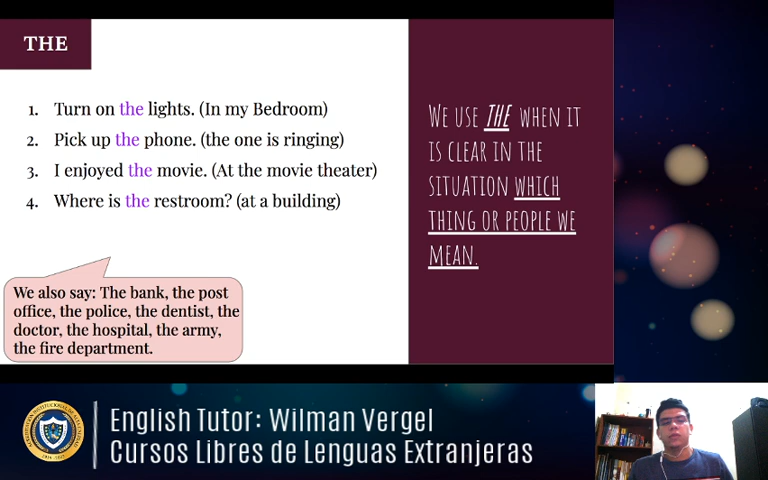 THE
1. Turn on the lights. (In my Bedroom)
2. Pick up the phone. (the one is ringing)
3. I enjoyed the movie. (At the movie theater)
4. Where is the restroom? (at a building)
We also say: The bank, the post
office, the police, the dentist, the
doctor, the hospital, the army,
the fire department.
WE USE THE WHEN IT
IS CLEAR IN THE
SITUATION WHICH
THING OR PEOPLE WE
MEAN.
English Tutor: Wilman Vergel
Cursos Libres de Lenguas Extranjeras